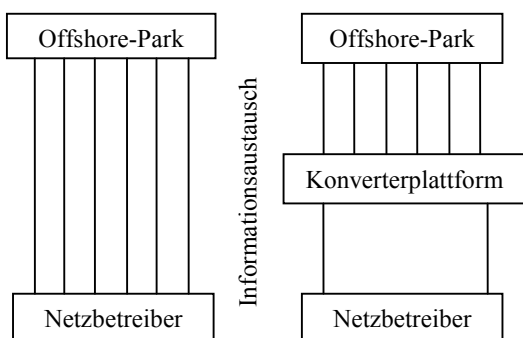 Offshore-Park
Netzbetreiber
Informationsaustausch
Offshore-Park
Konverterplattform
Netzbetreiber